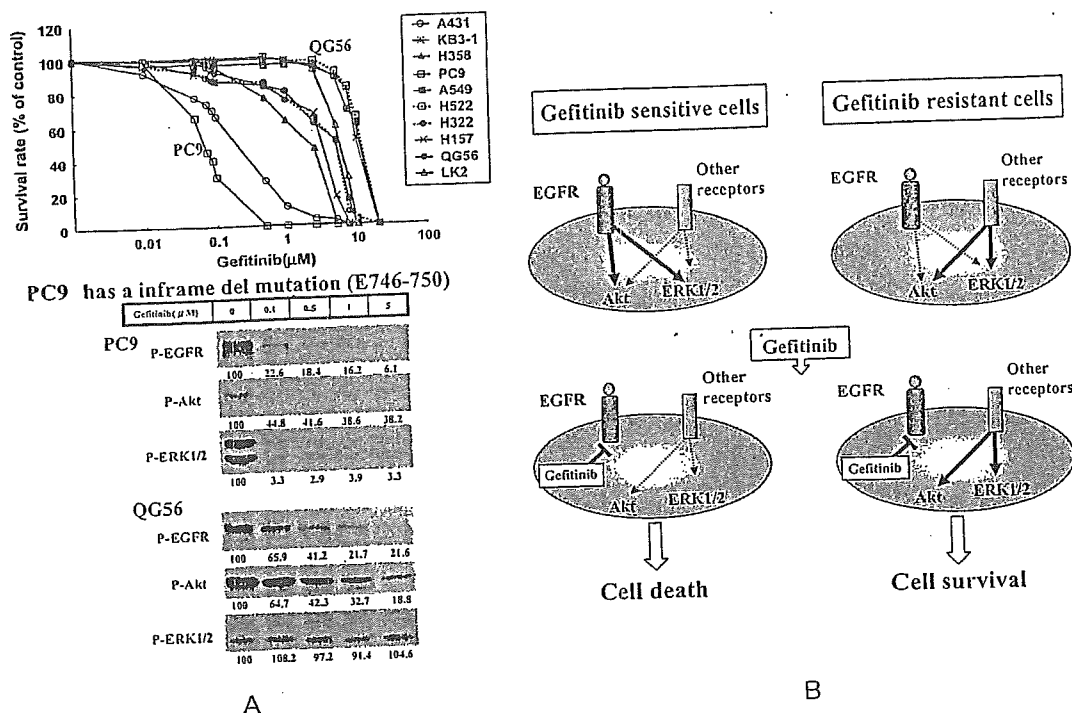 A431
KB3-1
H358
PC9
A549
H522
H322
H157
QG56
LK2
QG56
PC9
Survival rate (% of control)
120
100
80
60
40
20
0
0.01
0.1
1
10
100
Gefitinib(μM)
PC9 has a inframe del mutation (E746-750)
Gefitinib(μM) 0 0.1 0.5 1 5
PC9
P-EGFR
100 22.6 18.4 16.2 6.1
P-Akt
100 44.8 41.6 38.6 38.2
P-ERK1/2
100 3.3 2.9 3.9 3.3
QG56
P-EGFR
100 65.9 41.2 21.7 21.6
P-Akt
100 64.7 42.3 32.7 18.8
P-ERK1/2
100 108.2 97.2 91.4 104.6
A
Gefitinib sensitive cells
Gefitinib resistant cells
EGFR
Other
receptors
Akt
ERK1/2
EGFR
Other
receptors
Akt
ERK1/2
Gefitinib
EGFR
Other
receptors
Gefitinib
Akt
ERK1/2
Cell death
EGFR
Other
receptors
Gefitinib
Akt
ERK1/2
Cell survival
B